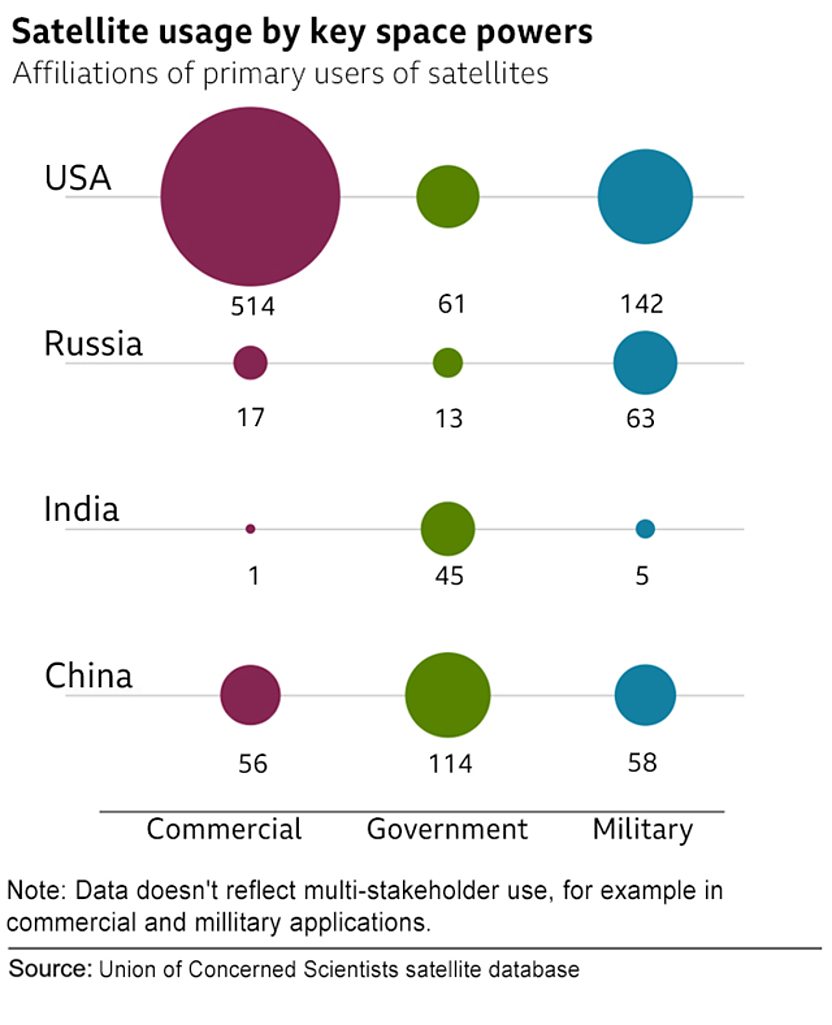 Satellite usage by key space powers
Affiliations of primary users of satellites
USA
514 61 142
Russia
17 13 63
India
1 45 5
China
56 114 58
Commercial Government Military
Note: Data doesn't reflect multi-stakeholder use, for example in
commercial and millitary applications.
Source: Union of Concerned Scientists satellite database